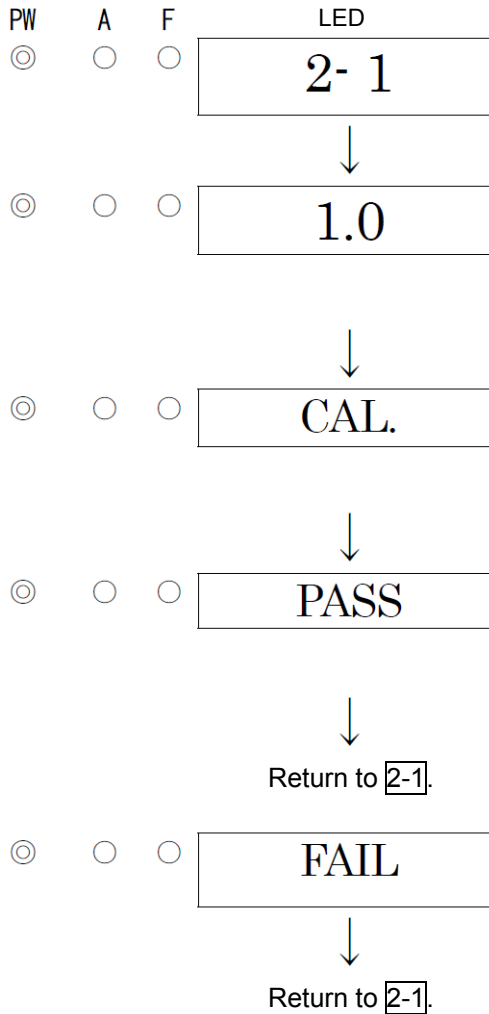 PW A F LED
2- 1
1.0
CAL.
PASS
Return to 2-1.
FAIL
Return to 2-1.